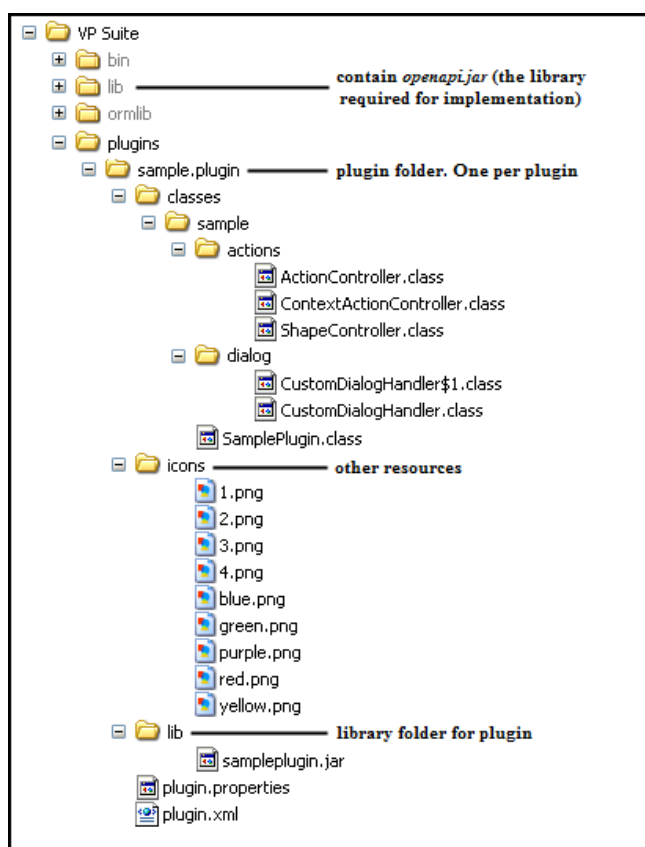 VP Suite
bin
lib contain openapi.jar (the library
required for implementation)
ormlib
plugins
sample.plugin plugin folder. One per plugin
classes
sample
actions
ActionController.class
ContextActionController.class
ShapeController.class
dialog
CustomDialogHandler$1.class
CustomDialogHandler.class
SamplePlugin.class
icons other resources
1.png
2.png
3.png
4.png
blue.png
green.png
purple.png
red.png
yellow.png
lib library folder for plugin
sampleplugin.jar
plugin.properties
plugin.xml